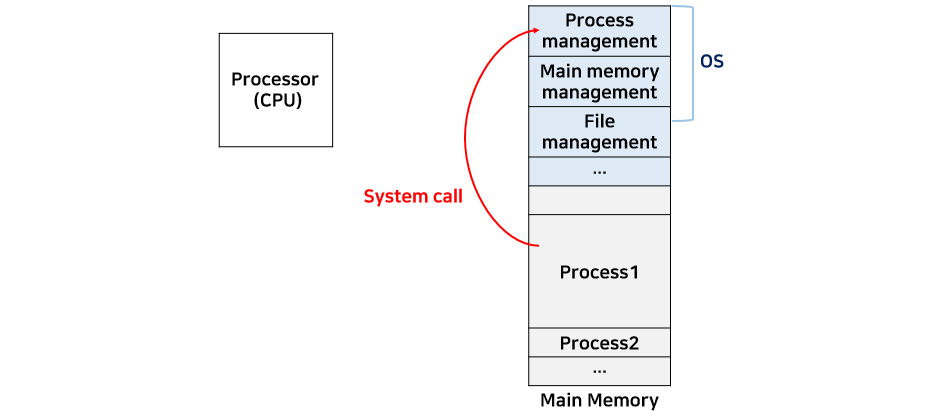 Processor
(CPU)
Process
management
OS
Main memory
management
File
management
...
System call
Process1
Process2
...
Main Memory